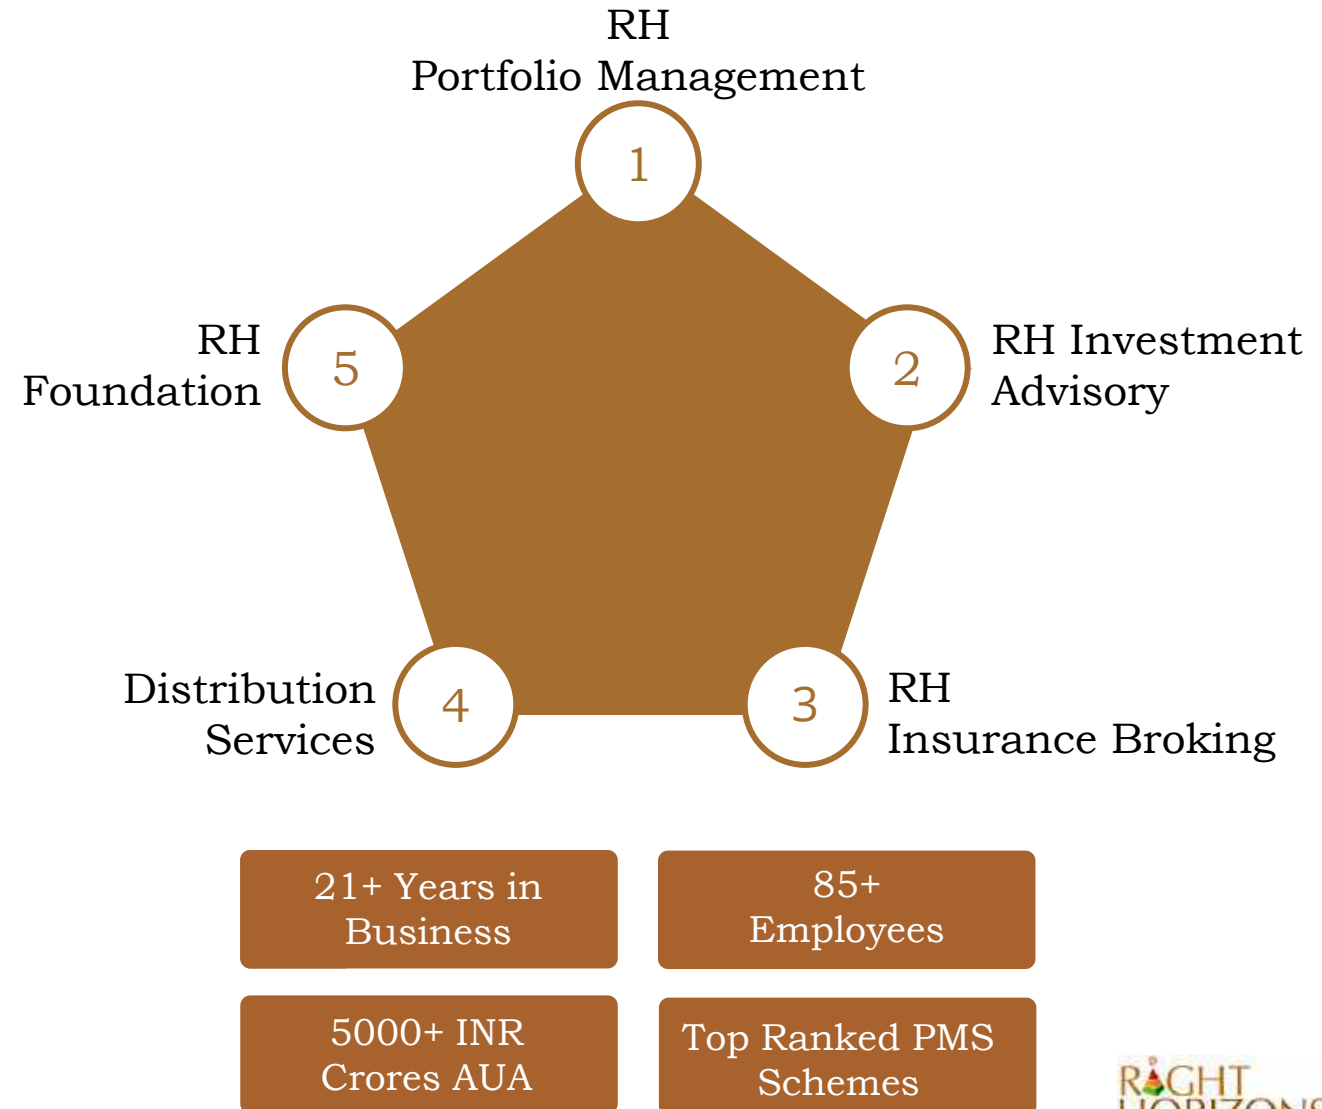 RH
Portfolio Management
1
RH
Foundation
5
2
RH Investment
Advisory
Distribution
Services
4
3
RH
Insurance Broking
21+ Years in
Business
85+
Employees
5000+ INR
Crores AUA
Top Ranked PMS
Schemes
RIGHT
HORIZONS